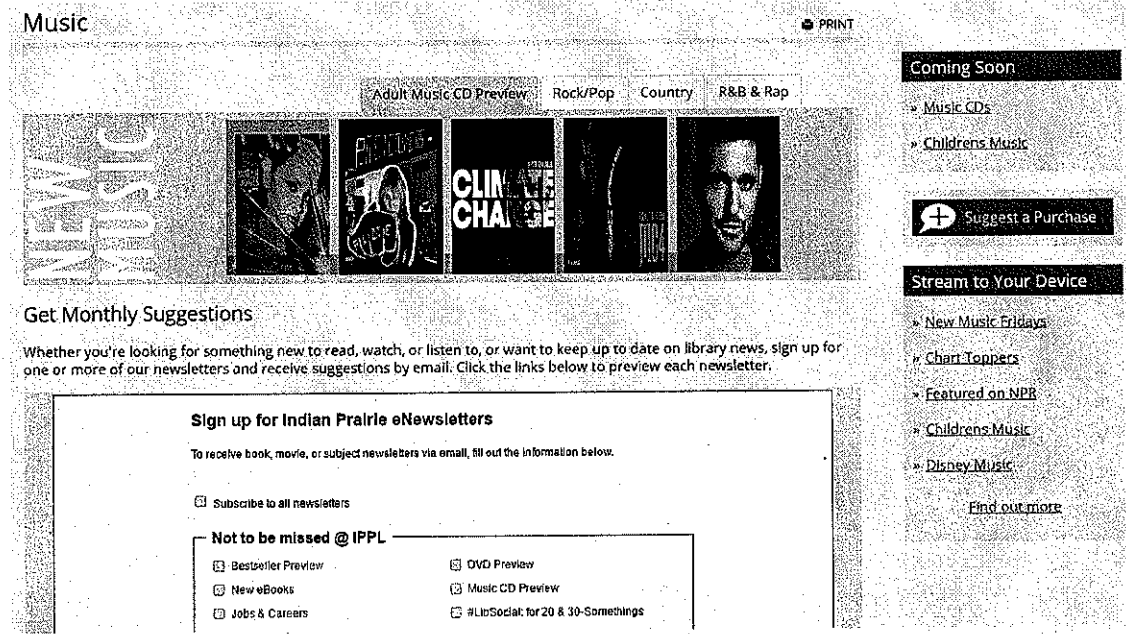 Music
PRINT
Adult Music CD Preview
Rock/Pop
Country
R&B & Rap
NEW
MUSIC
CLIMATE
CHANGE
Get Monthly Suggestions
Whether you're looking for something new to read, watch, or listen to, or want to keep up to date on library news, sign up for
one or more of our newsletters and receive suggestions by email. Click the links below to preview each newsletter.
Sign up for Indian Prairie eNewsletters
To receive book, movie, or subject newsletters via email, fill out the information below.
Subscribe to all newsletters
Not to be missed @ IPPL
Bestseller Preview
DVD Preview
New eBooks
Music CD Preview
Jobs & Careers
#LibSocial: for 20 & 30-Somethings
Coming Soon
» Music CDs
» Childrens Music
Suggest a Purchase
Stream to Your Device
» New Music Fridays
» Chart Toppers
» Featured on NPR
» Childrens Music
» Disney Music
Find out more